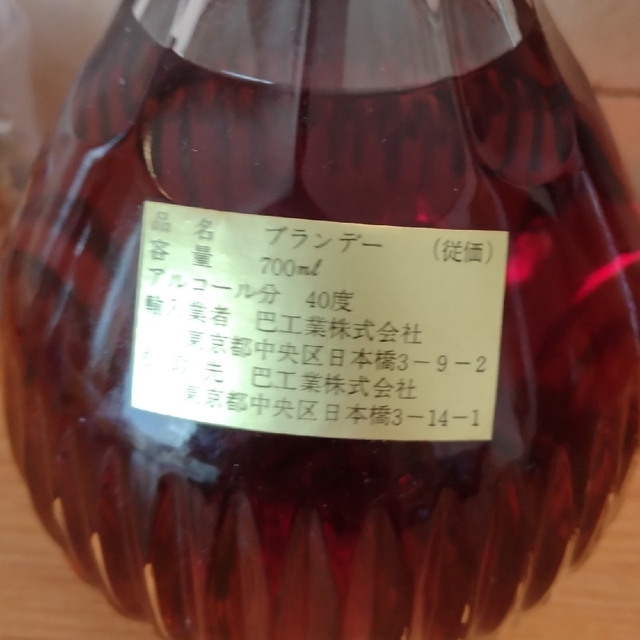 品名 ブランデー (従価)
容量 700ml
アルコール分 40度
輸入業者 巴工業株式会社
東京都中央区日本橋3-9-2
先 巴工業株式会社
東京都中央区日本橋3-14-1